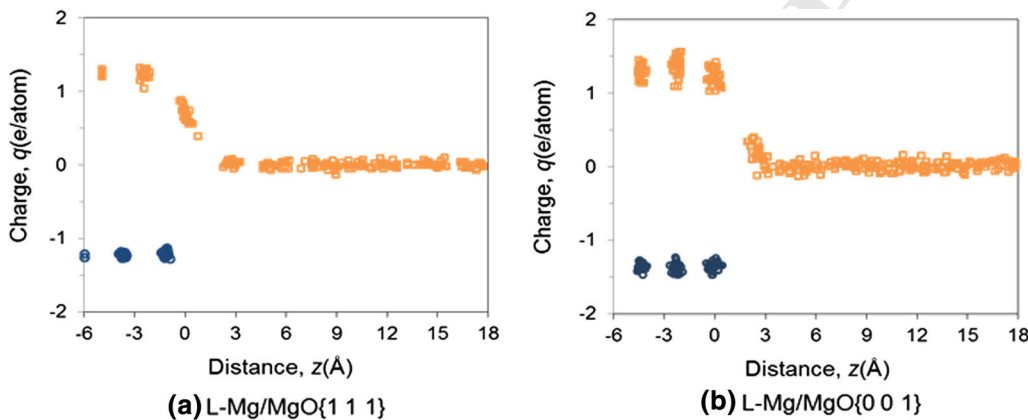 2
1
0
-1
-2
Charge, q(e/atom)
-6 -3 0 3 6 9 12 15 18
Distance, z(Å)
(a) L-Mg/MgO{1 1 1}
2
1
0
-1
-2
Charge, q(e/atom)
-6 -3 0 3 6 9 12 15 18
Distance, z(Å)
(b) L-Mg/MgO{0 0 1}